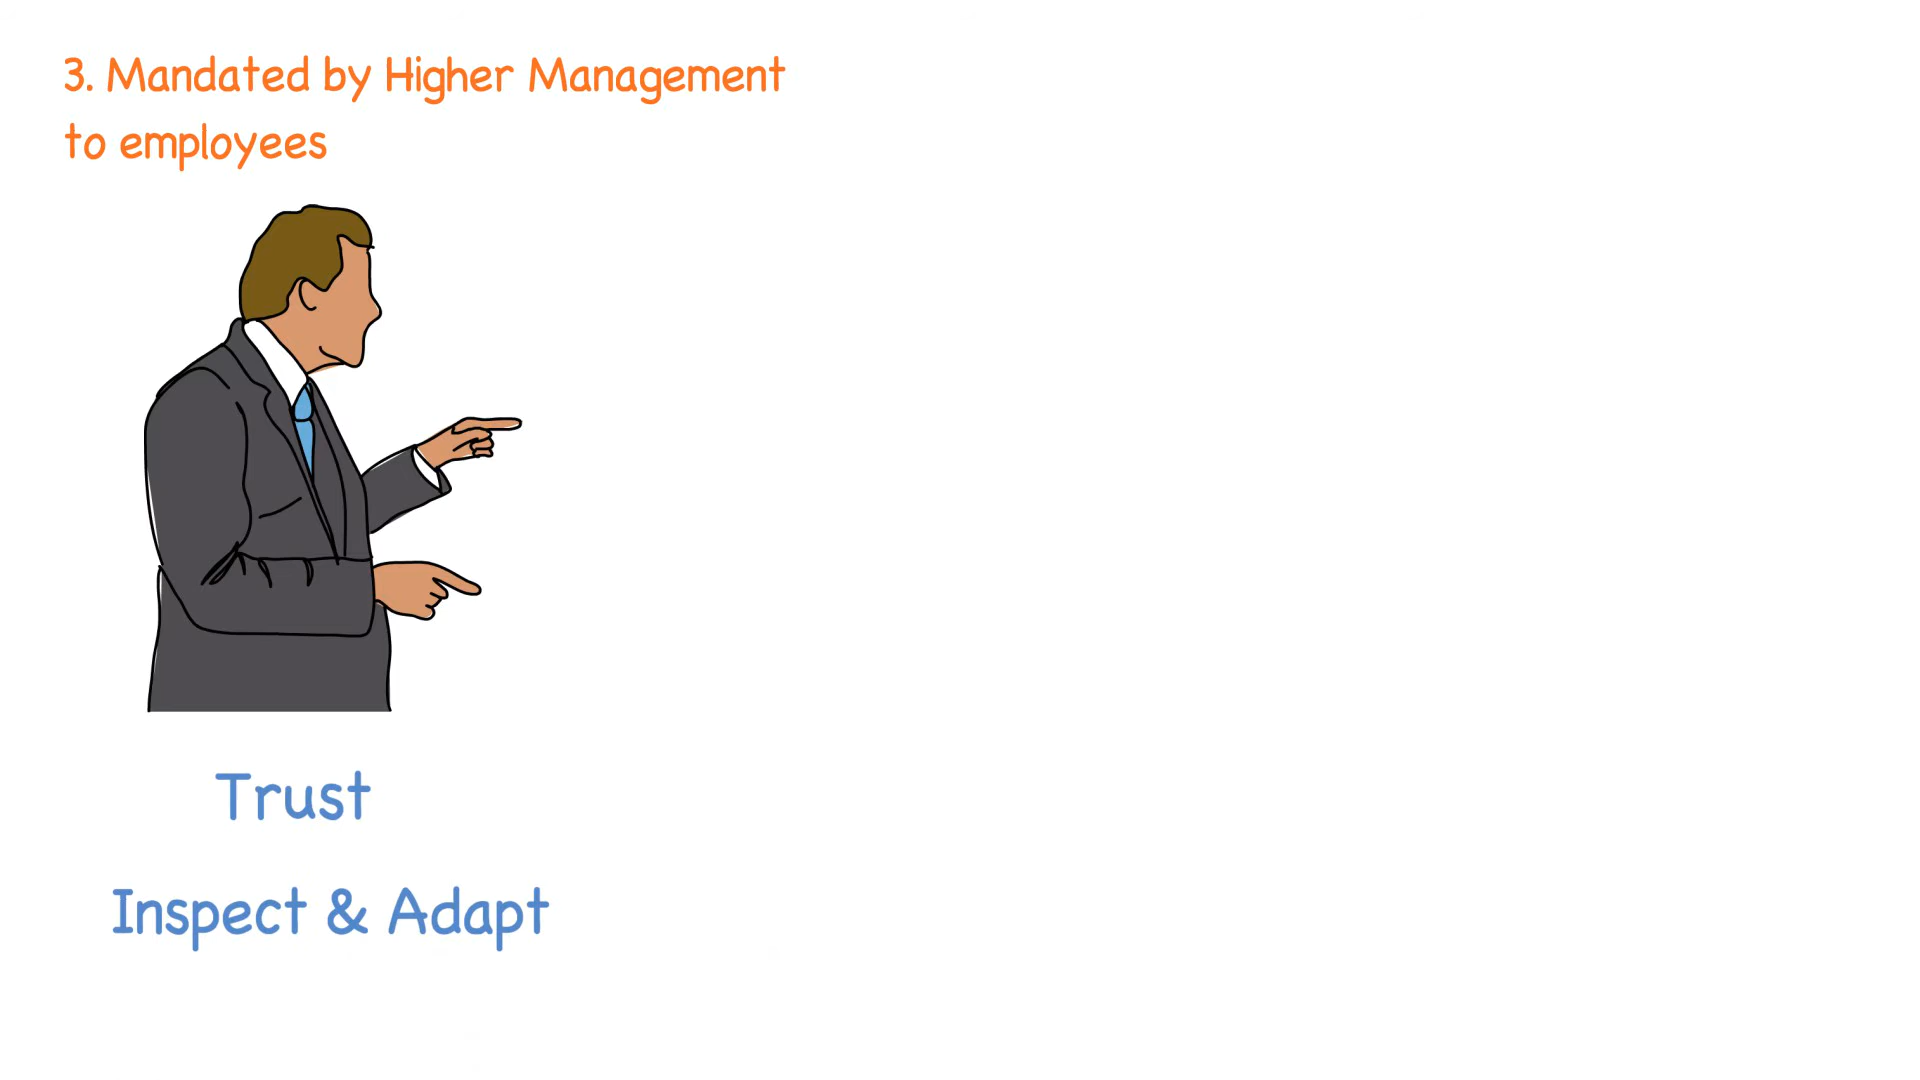 3. Mandated by Higher Management
to employees
Trust
Inspect & Adapt